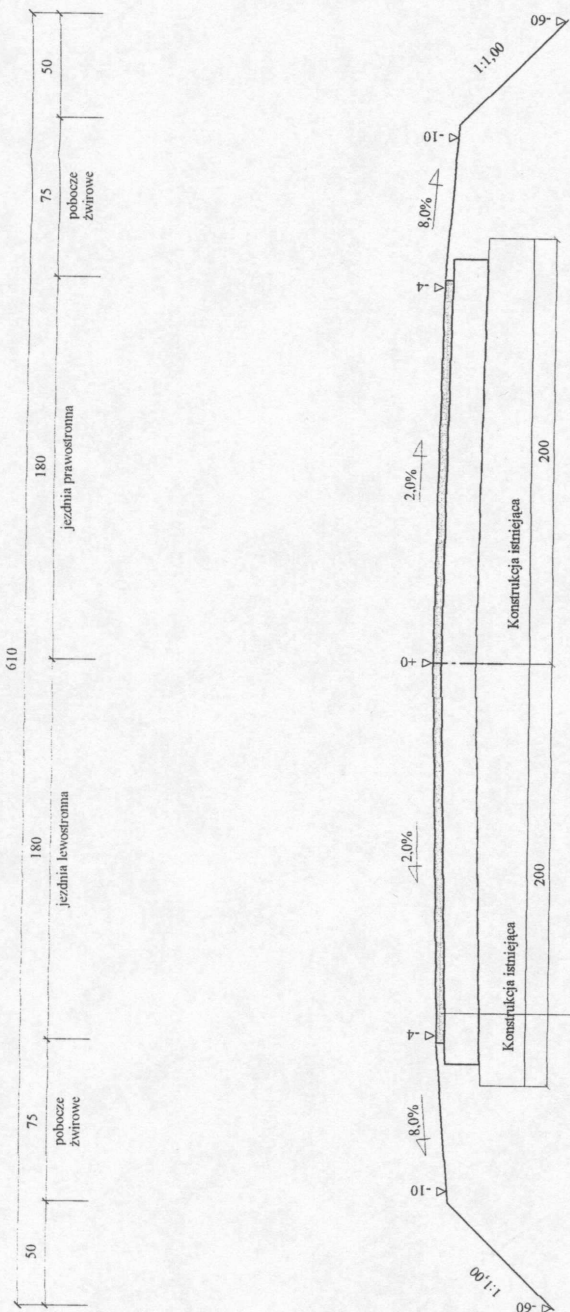 610
50
75
180
180
75
50
pobocze
żwirowe
jezdnia lewostronna
jezdnia prawostronna
pobocze
żwirowe
-60
1:1,00
-10
8,0%
-4
2,0%
+0
2,0%
-4
8,0%
-10
1:1,00
-60
Konstrukcja istniejąca
Konstrukcja istniejąca
200
200